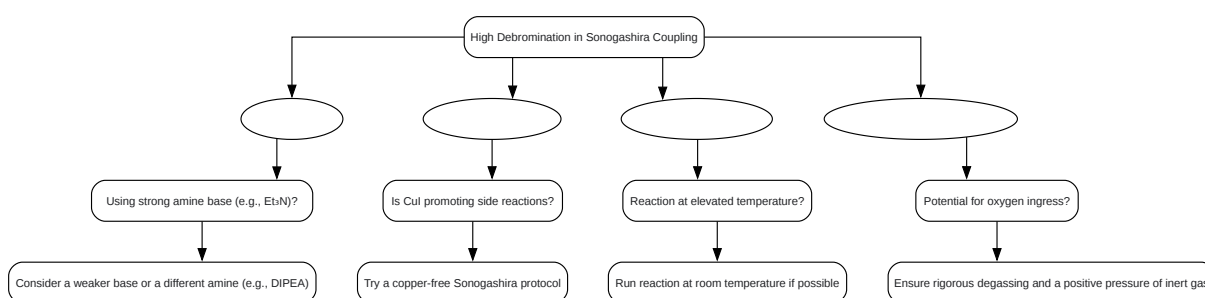 High Debromination in Sonogashira Coupling
Using strong amine base (e.g., Et₃N)?
Is CuI promoting side reactions?
Reaction at elevated temperature?
Potential for oxygen ingress?
Consider a weaker base or a different amine (e.g., DIPEA)
Try a copper-free Sonogashira protocol
Run reaction at room temperature if possible
Ensure rigorous degassing and a positive pressure of inert gas